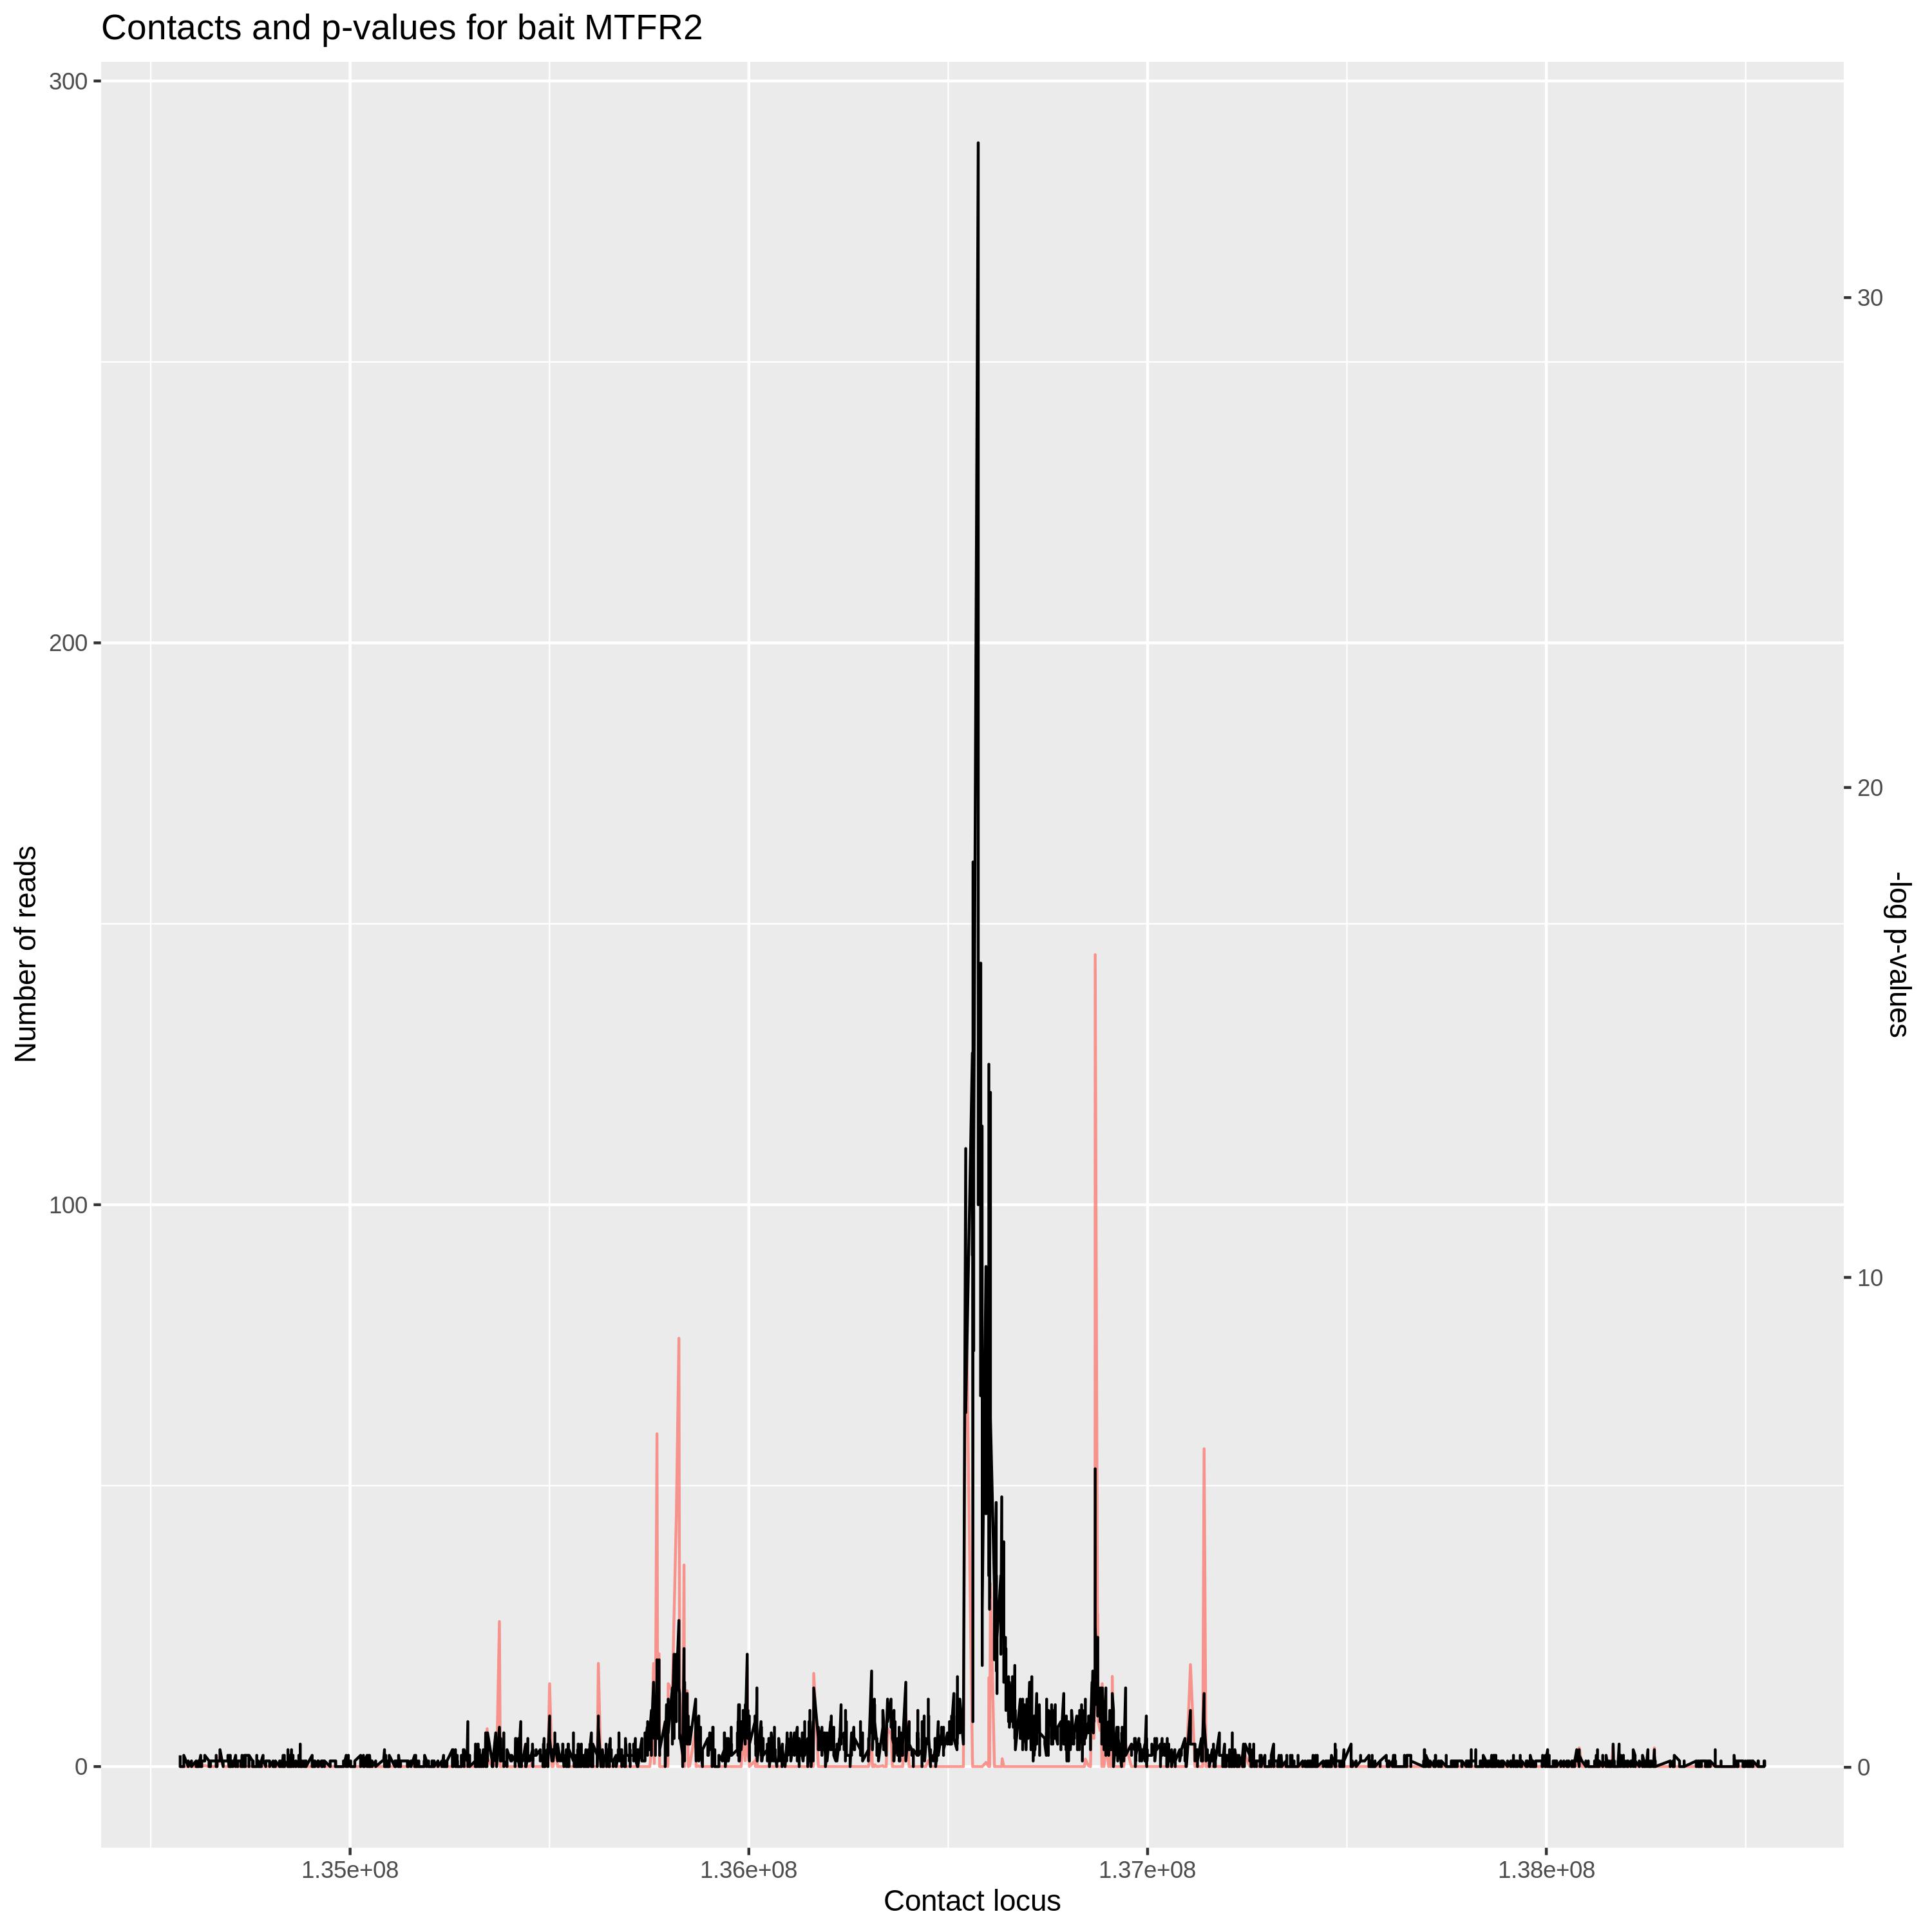 Contacts and p-values for bait MTFR2
300
200
100
0
Number of reads
30
20
10
0
-log p-values
1.35e+08
1.36e+08
1.37e+08
1.38e+08
Contact locus